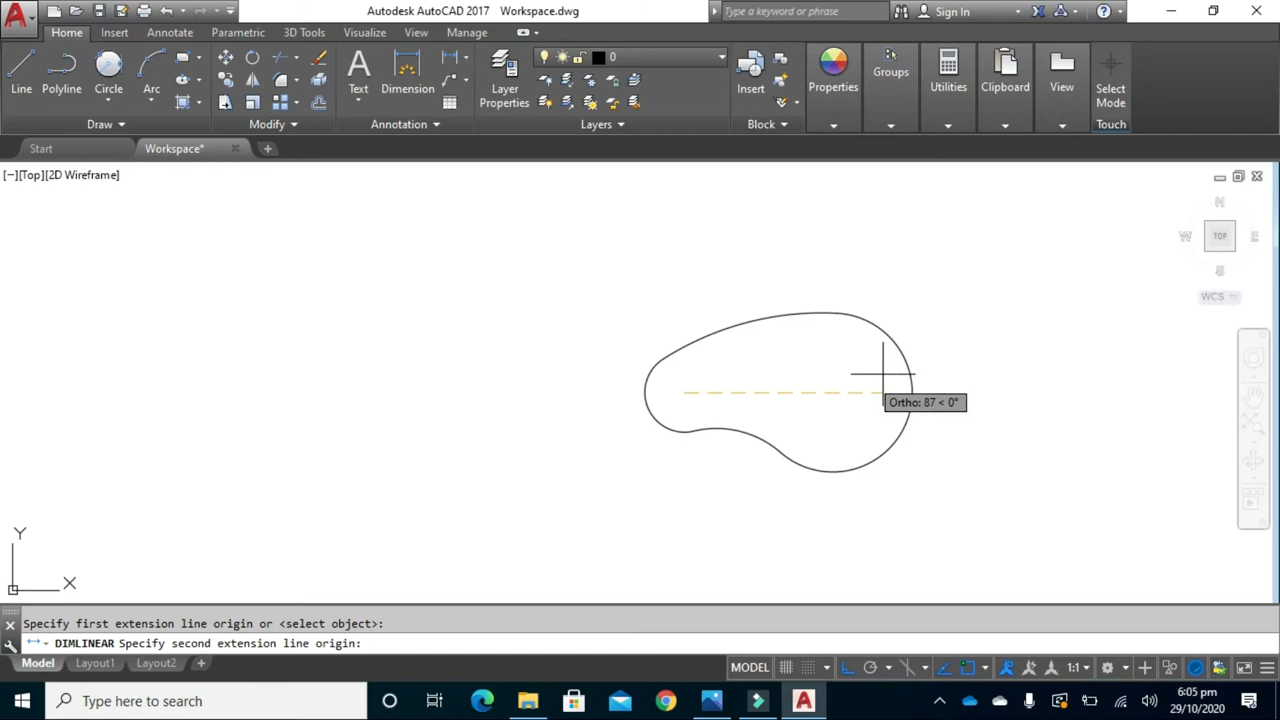 Autodesk AutoCAD 2017 Workspace.dwg
Type a keyword or phrase
Sign In
Home Insert Annotate Parametric 3D Tools Visualize View Manage
Line Polyline Circle Arc
Draw
Modify
Text Dimension
Annotation
Layer Properties
0
Layers
Insert
Block
Properties
Groups
Utilities
Clipboard
View
Select Mode
Touch
Start
Workspace*
[−][Top][2D Wireframe]
N
W TOP E
S
WCS
Ortho: 87 < 0°
Y
X
Specify first extension line origin or <select object>:
DIMLINEAR Specify second extension line origin:
Model Layout1 Layout2
MODEL
1:1
Type here to search
6:05 pm
29/10/2020